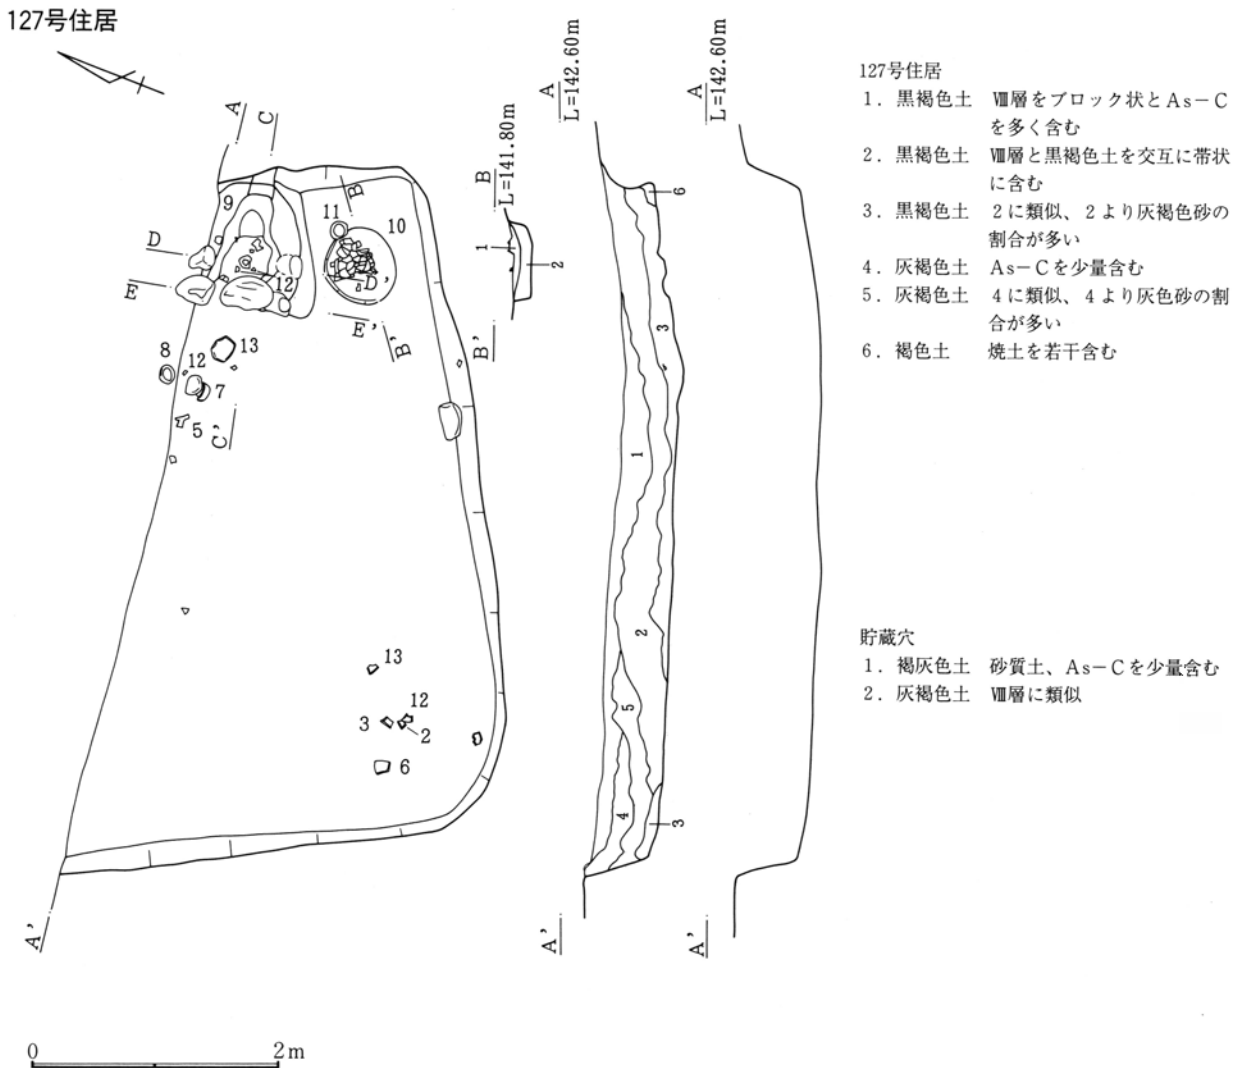 127号住居
A
C
B
9
11
10
D
12
D'
E
E'
B'
8
12
13
7
5
C'
13
12
3
2
6
A'
B
L=141.80m
1
2
B'
A
L=142.60m
6
3
1
2
5
4
3
A'
A
L=142.60m
A'
127号住居
1. 黒褐色土 Ⅷ層をブロック状とAs-C
を多く含む
2. 黒褐色土 Ⅷ層と黒褐色土を交互に帯状
に含む
3. 黒褐色土 2に類似、2より灰褐色砂の
割合が多い
4. 灰褐色土 As-Cを少量含む
5. 灰褐色土 4に類似、4より灰色砂の割
合が多い
6. 褐色土 焼土を若干含む
貯蔵穴
1. 褐灰色土 砂質土、As-Cを少量含む
2. 灰褐色土 Ⅷ層に類似
0 2m